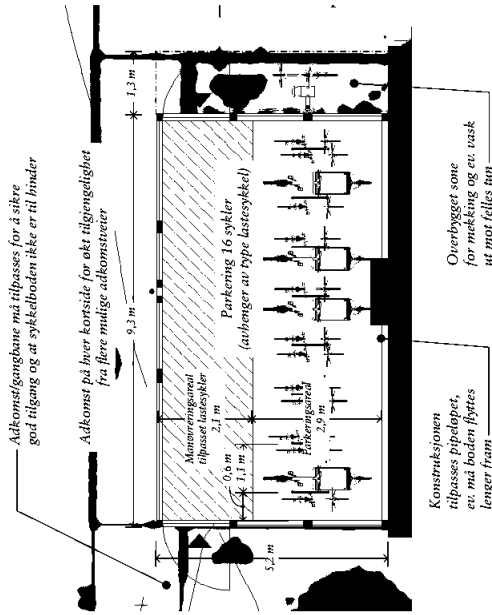 Adkomst/gangbane må tilpasses for å sikre
god tilgang og at sykkelboden ikke er til hinder
Adkomst på hver kortside for økt tilgjengelighet
fra flere mulige adkomstveier
9,3 m
1,3 m
Manøvreringsareal
tilpasset lastesykler
2,1 m
Parkering 16 sykler
(avhenger av type lastesykkel)
0,6 m
1,1 m
Parkeringsareal
2,9 m
5,2 m
Konstruksjonen
tilpasses pipeløpet,
ev. må boden flyttes
lenger fram
Overbygget sone
for mekking og ev. vask
ut mot felles tun